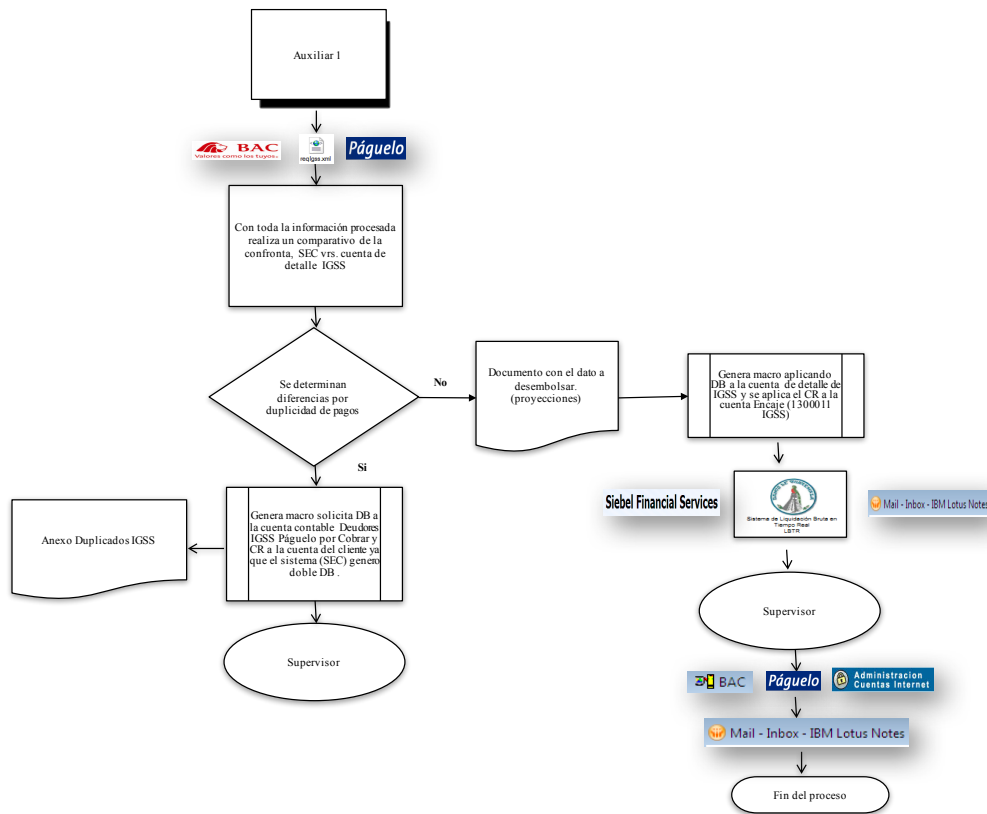 Auxiliar 1
BAC
Valores como los tuyos.
reqIgss.xml
Páguelo
Con toda la información procesada
realiza un comparativo de la
confronta, SEC vrs. cuenta de
detalle IGSS
Se determinan
diferencias por
duplicidad de pagos
No
Documento con el dato a
desembolsar.
(proyecciones)
Genera macro aplicando
DB a la cuenta de detalle de
IGSS y se aplica el CR a la
cuenta Encaje (1300011
IGSS)
Si
Genera macro solicita DB a
la cuenta contable Deudores
IGSS Páguelo por Cobrar y
CR a la cuenta del cliente ya
que el sistema (SEC) genero
doble DB .
Anexo Duplicados IGSS
Supervisor
Siebel Financial Services
Sistema de Liquidación Bruta en
Tiempo Real
LBTR
Mail - Inbox - IBM Lotus Notes
Supervisor
BAC
Páguelo
Administracion
Cuentas Internet
Mail - Inbox - IBM Lotus Notes
Fin del proceso